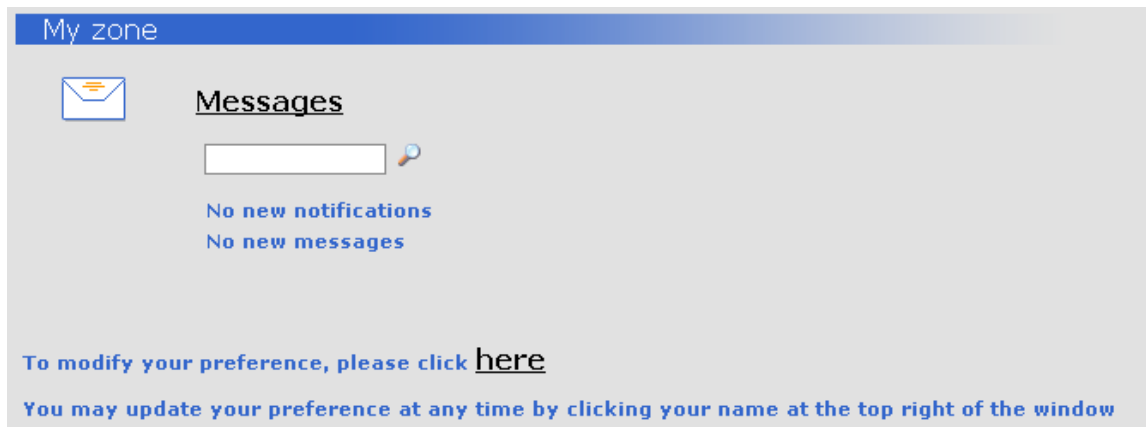 My zone
Messages
No new notifications
No new messages
To modify your preference, please click here
You may update your preference at any time by clicking your name at the top right of the window